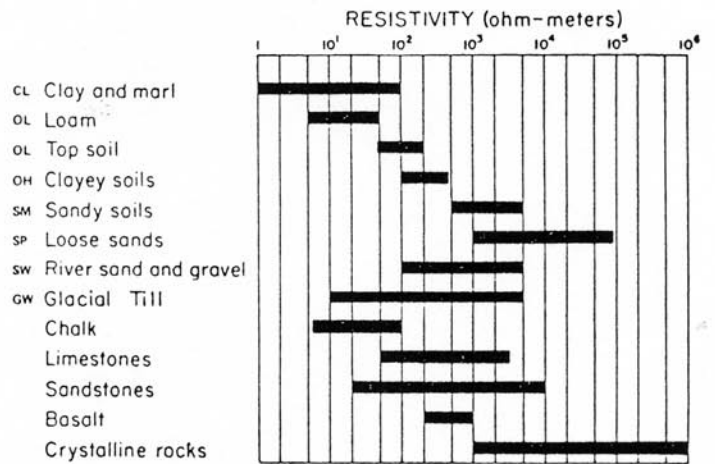 RESISTIVITY (ohm-meters)
1 10¹ 10² 10³ 10⁴ 10⁵ 10⁶
CL Clay and marl
OL Loam
OL Top soil
OH Clayey soils
SM Sandy soils
SP Loose sands
SW River sand and gravel
GW Glacial Till
Chalk
Limestones
Sandstones
Basalt
Crystalline rocks